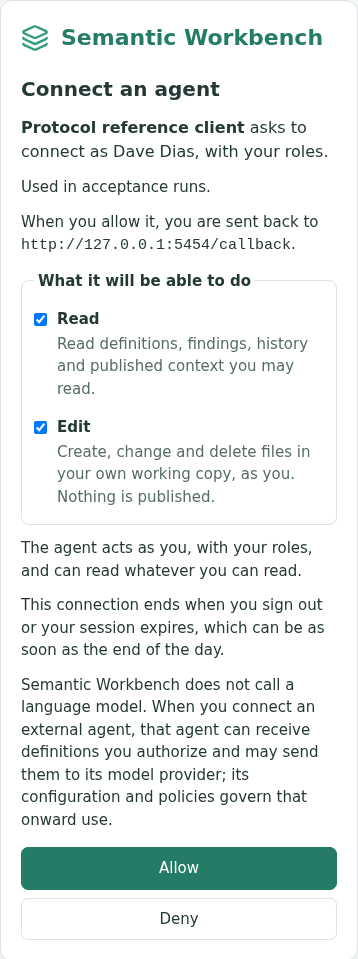 Semantic Workbench
Connect an agent
Protocol reference client asks to
connect as Dave Dias, with your roles.
Used in acceptance runs.
When you allow it, you are sent back to
http://127.0.0.1:5454/callback.
What it will be able to do
Read
Read definitions, findings, history
and published context you may
read.
Edit
Create, change and delete files in
your own working copy, as you.
Nothing is published.
The agent acts as you, with your roles,
and can read whatever you can read.
This connection ends when you sign out
or your session expires, which can be as
soon as the end of the day.
Semantic Workbench does not call a
language model. When you connect an
external agent, that agent can receive
definitions you authorize and may send
them to its model provider; its
configuration and policies govern that
onward use.
Allow
Deny